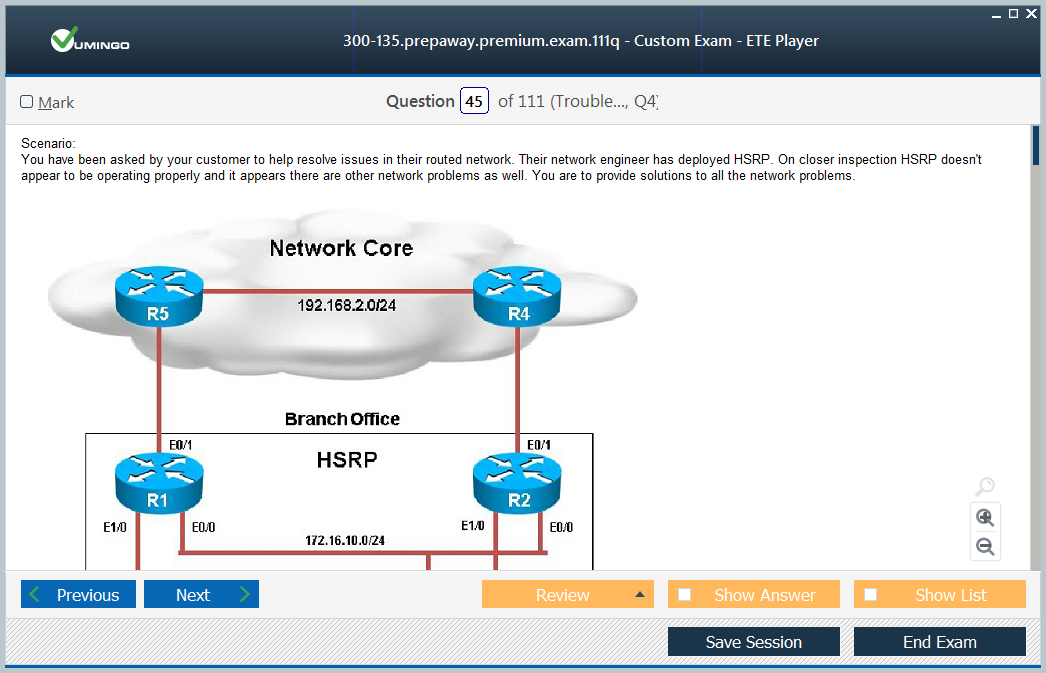 VUMINGO
300-135.prepaway.premium.exam.111q - Custom Exam - ETE Player
Mark
Question 45 of 111 (Trouble..., Q4)
Scenario:
You have been asked by your customer to help resolve issues in their routed network. Their network engineer has deployed HSRP. On closer inspection HSRP doesn't
appear to be operating properly and it appears there are other network problems as well. You are to provide solutions to all the network problems.
Network Core
R5
192.168.2.0/24
R4
Branch Office
E0/1
E0/1
HSRP
R1
R2
E1/0
E0/0
E1/0
E0/0
172.16.10.0/24
Previous
Next
Review
Show Answer
Show List
Save Session
End Exam